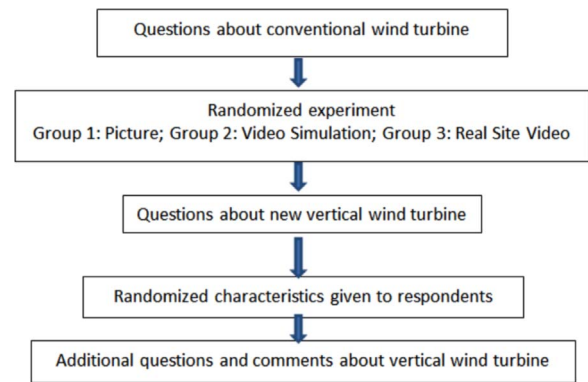 Questions about conventional wind turbine
Randomized experiment
Group 1: Picture; Group 2: Video Simulation; Group 3: Real Site Video
Questions about new vertical wind turbine
Randomized characteristics given to respondents
Additional questions and comments about vertical wind turbine